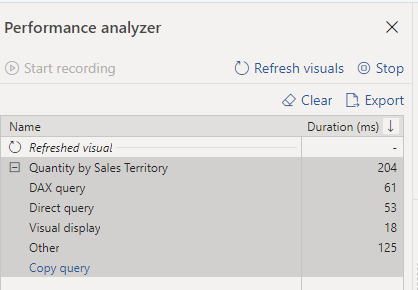 Performance analyzer
Start recording Refresh visuals Stop
Clear Export
Name Duration (ms)
Refreshed visual -
Quantity by Sales Territory 204
DAX query 61
Direct query 53
Visual display 18
Other 125
Copy query